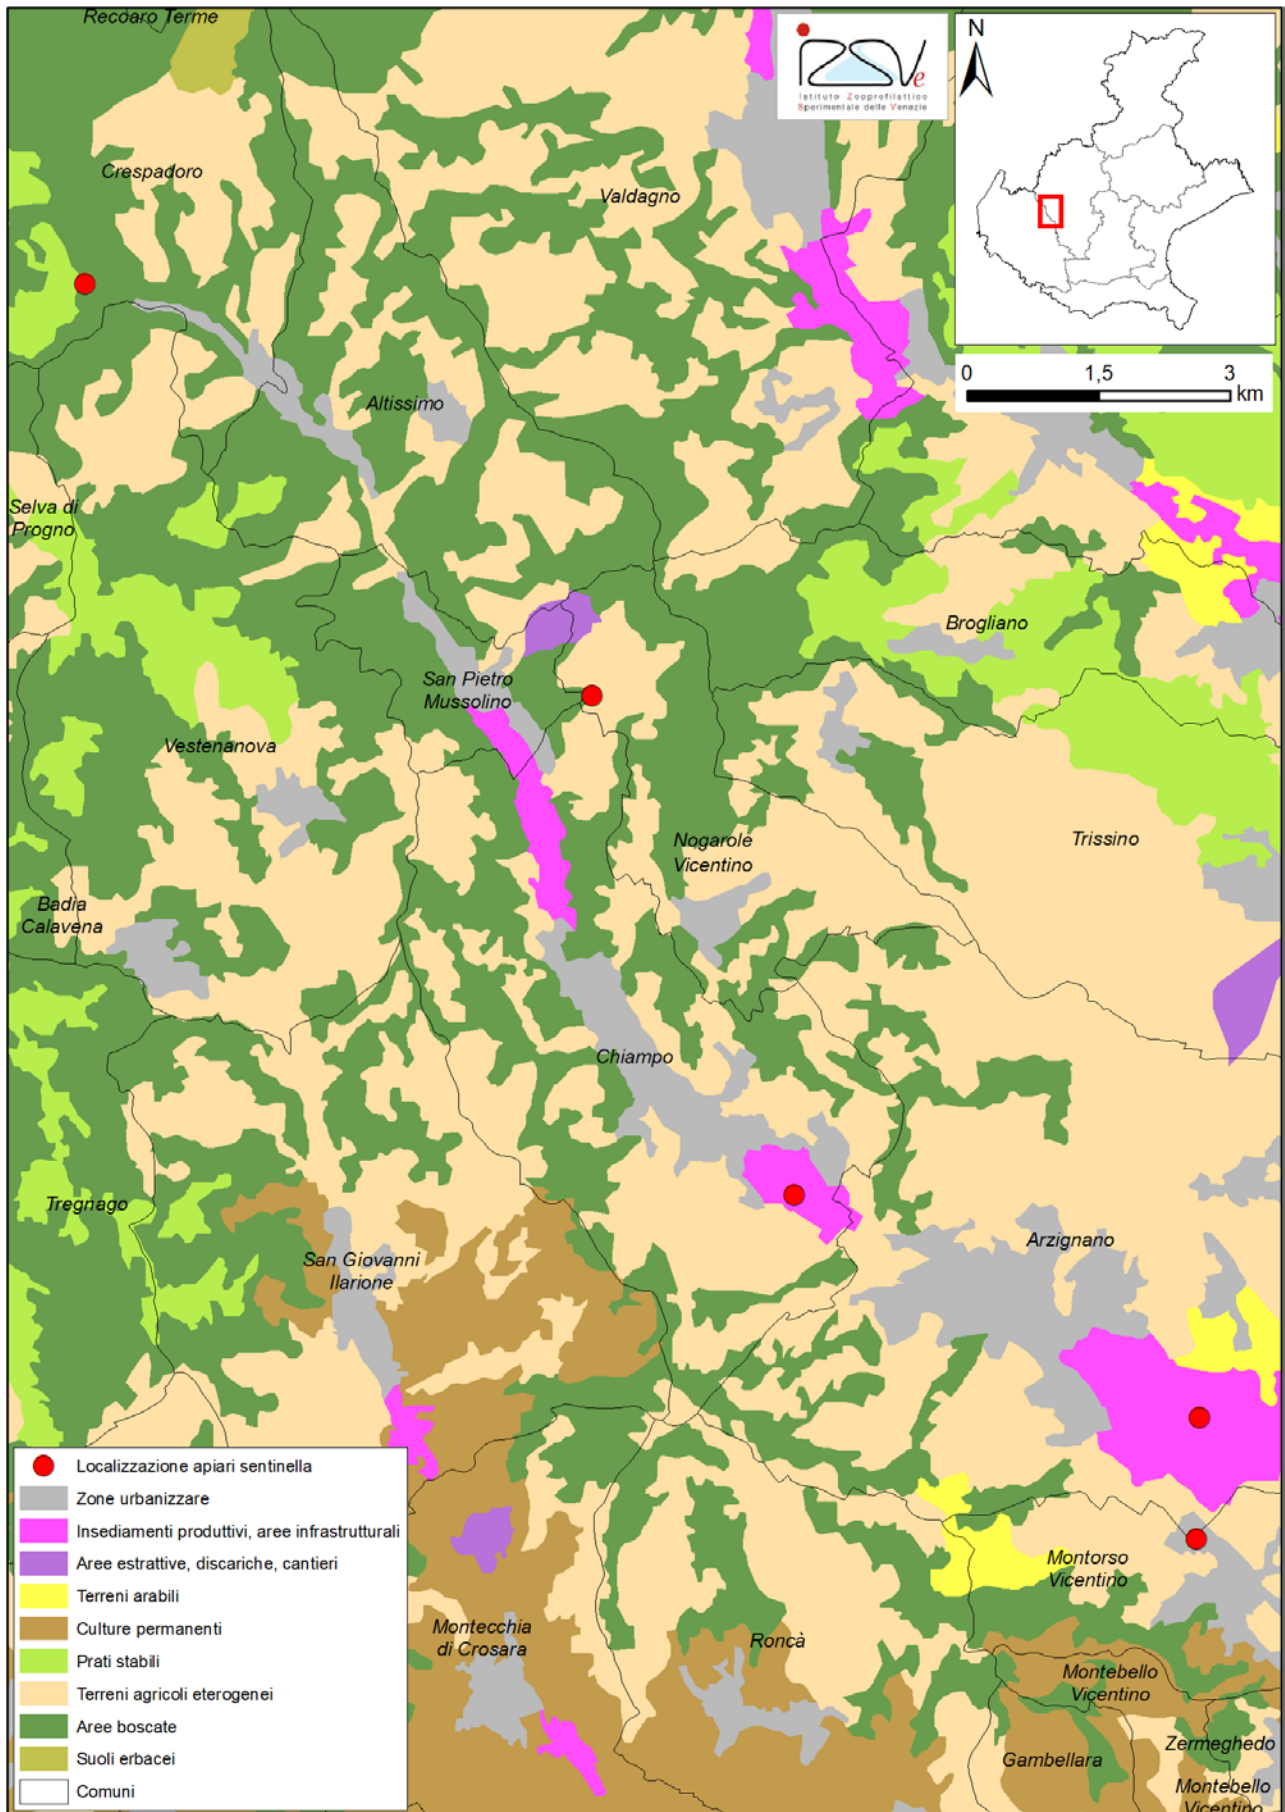 Recoaro Terme
IZSVe
Istituto Zooprofilattico
Sperimentale delle Venezie
N
0 1,5 3
km
Crespadoro
Valdagno
Altissimo
Selva di
Progno
Brogliano
San Pietro
Mussolino
Vestenanova
Nogarole
Vicentino
Trissino
Badia
Calavena
Chiampo
Tregnago
San Giovanni
Ilarione
Arzignano
Montorso
Vicentino
Montecchia
di Crosara
Roncà
Montebello
Vicentino
Gambellara
Zermeghedo
Montebello
Vicentino
Localizzazione apiari sentinella
Zone urbanizzare
Insediamenti produttivi, aree infrastrutturali
Aree estrattive, discariche, cantieri
Terreni arabili
Culture permanenti
Prati stabili
Terreni agricoli eterogenei
Aree boscate
Suoli erbacei
Comuni